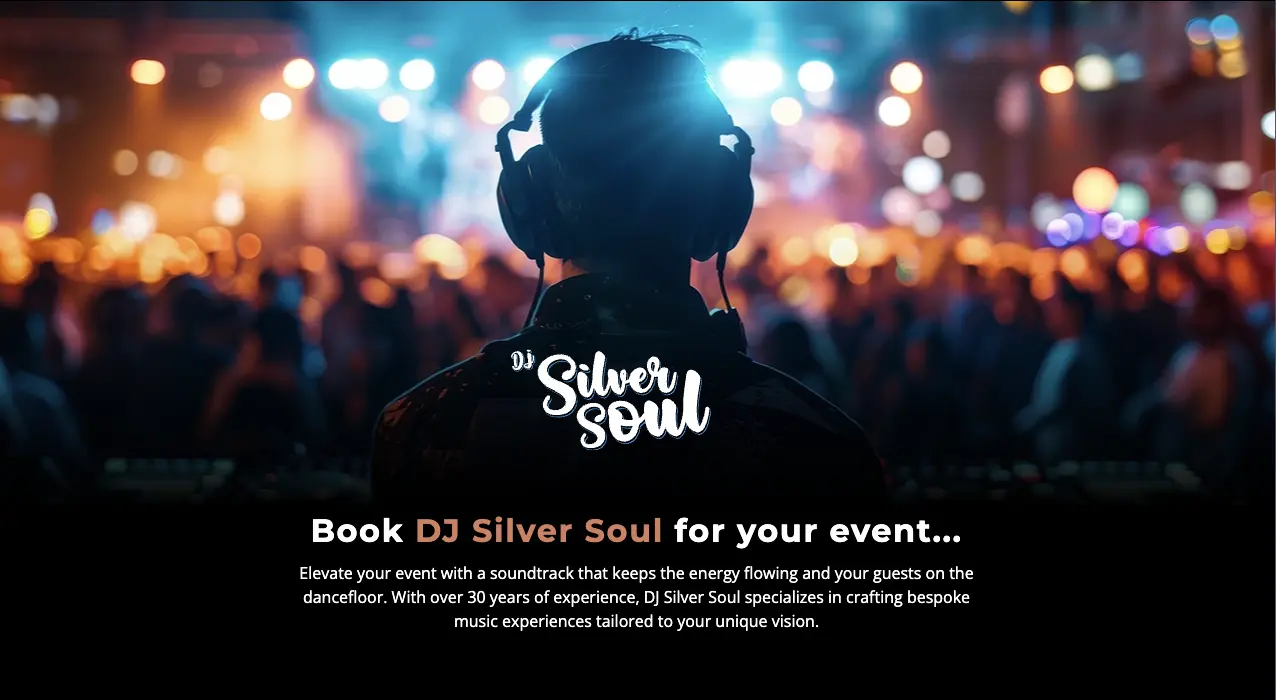 DJ
Silver
Soul
Book DJ Silver Soul for your event...
Elevate your event with a soundtrack that keeps the energy flowing and your guests on the
dancefloor. With over 30 years of experience, DJ Silver Soul specializes in crafting bespoke
music experiences tailored to your unique vision.